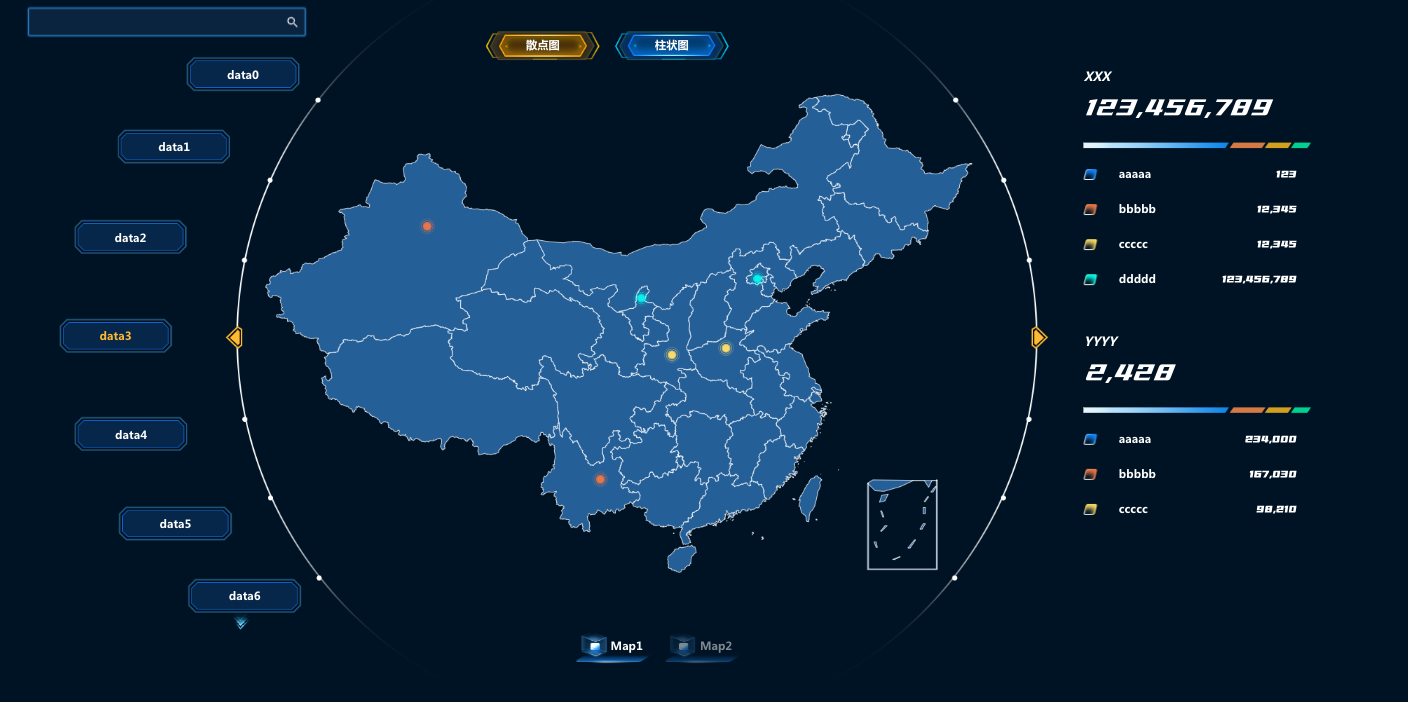 data0
data1
data2
data3
data4
data5
data6
散点图
柱状图
Map1
Map2
XXX
123,456,789
aaaaa 123
bbbbb 12,345
ccccc 12,345
ddddd 123,456,789
YYYY
2,428
aaaaa 234,000
bbbbb 167,030
ccccc 98,210